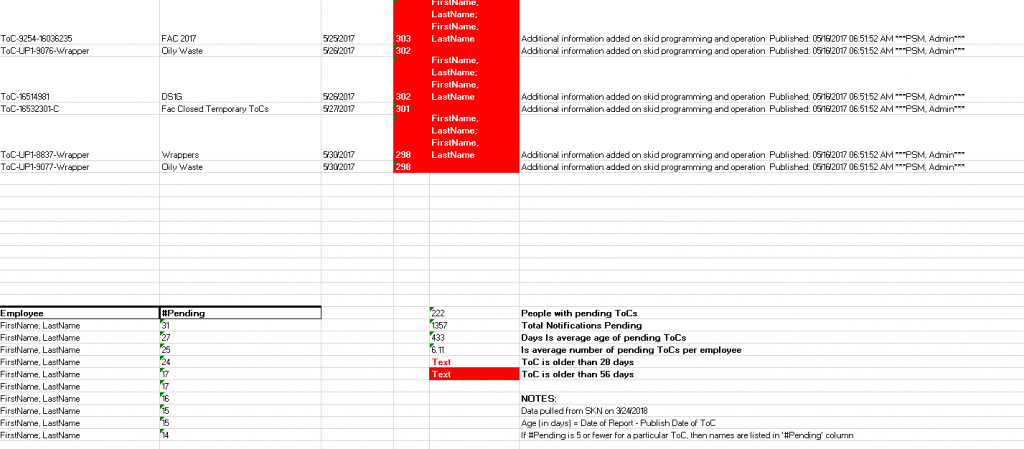 FirstName,
LastName;
FirstName,
ToC-9254-16036235 FAC 2017 5/25/2017 303 LastName Additional information added on skid programming and operation Published: 05/16/2017 06:51:52 AM ***PSM, Admin***
ToC-UP1-9076-Wrapper Oily Waste 5/26/2017 302 Additional information added on skid programming and operation Published: 05/16/2017 06:51:52 AM ***PSM, Admin***
FirstName,
LastName;
FirstName,
ToC-16514981 DS1G 5/26/2017 302 LastName Additional information added on skid programming and operation Published: 05/16/2017 06:51:52 AM ***PSM, Admin***
ToC-16532301-C Fac Closed Temporary ToCs 5/27/2017 301 Additional information added on skid programming and operation Published: 05/16/2017 06:51:52 AM ***PSM, Admin***
FirstName,
LastName;
FirstName,
ToC-UP1-8837-Wrapper Wrappers 5/30/2017 298 LastName Additional information added on skid programming and operation Published: 05/16/2017 06:51:52 AM ***PSM, Admin***
ToC-UP1-9077-Wrapper Oily Waste 5/30/2017 298 Additional information added on skid programming and operation Published: 05/16/2017 06:51:52 AM ***PSM, Admin***
Employee #Pending 222 People with pending ToCs
FirstName, LastName 31 1357 Total Notifications Pending
FirstName, LastName 27 433 Days Is average age of pending ToCs
FirstName, LastName 25 6.11 Is average number of pending ToCs per employee
FirstName, LastName 24 Text ToC is older than 28 days
FirstName, LastName 17 Text ToC is older than 56 days
FirstName, LastName 17
FirstName, LastName 16 NOTES:
FirstName, LastName 15 Data pulled from SKN on 3/24/2018
FirstName, LastName 15 Age (in days) = Date of Report - Publish Date of ToC
FirstName, LastName 14 If #Pending is 5 or fewer for a particular ToC, then names are listed in '#Pending' column